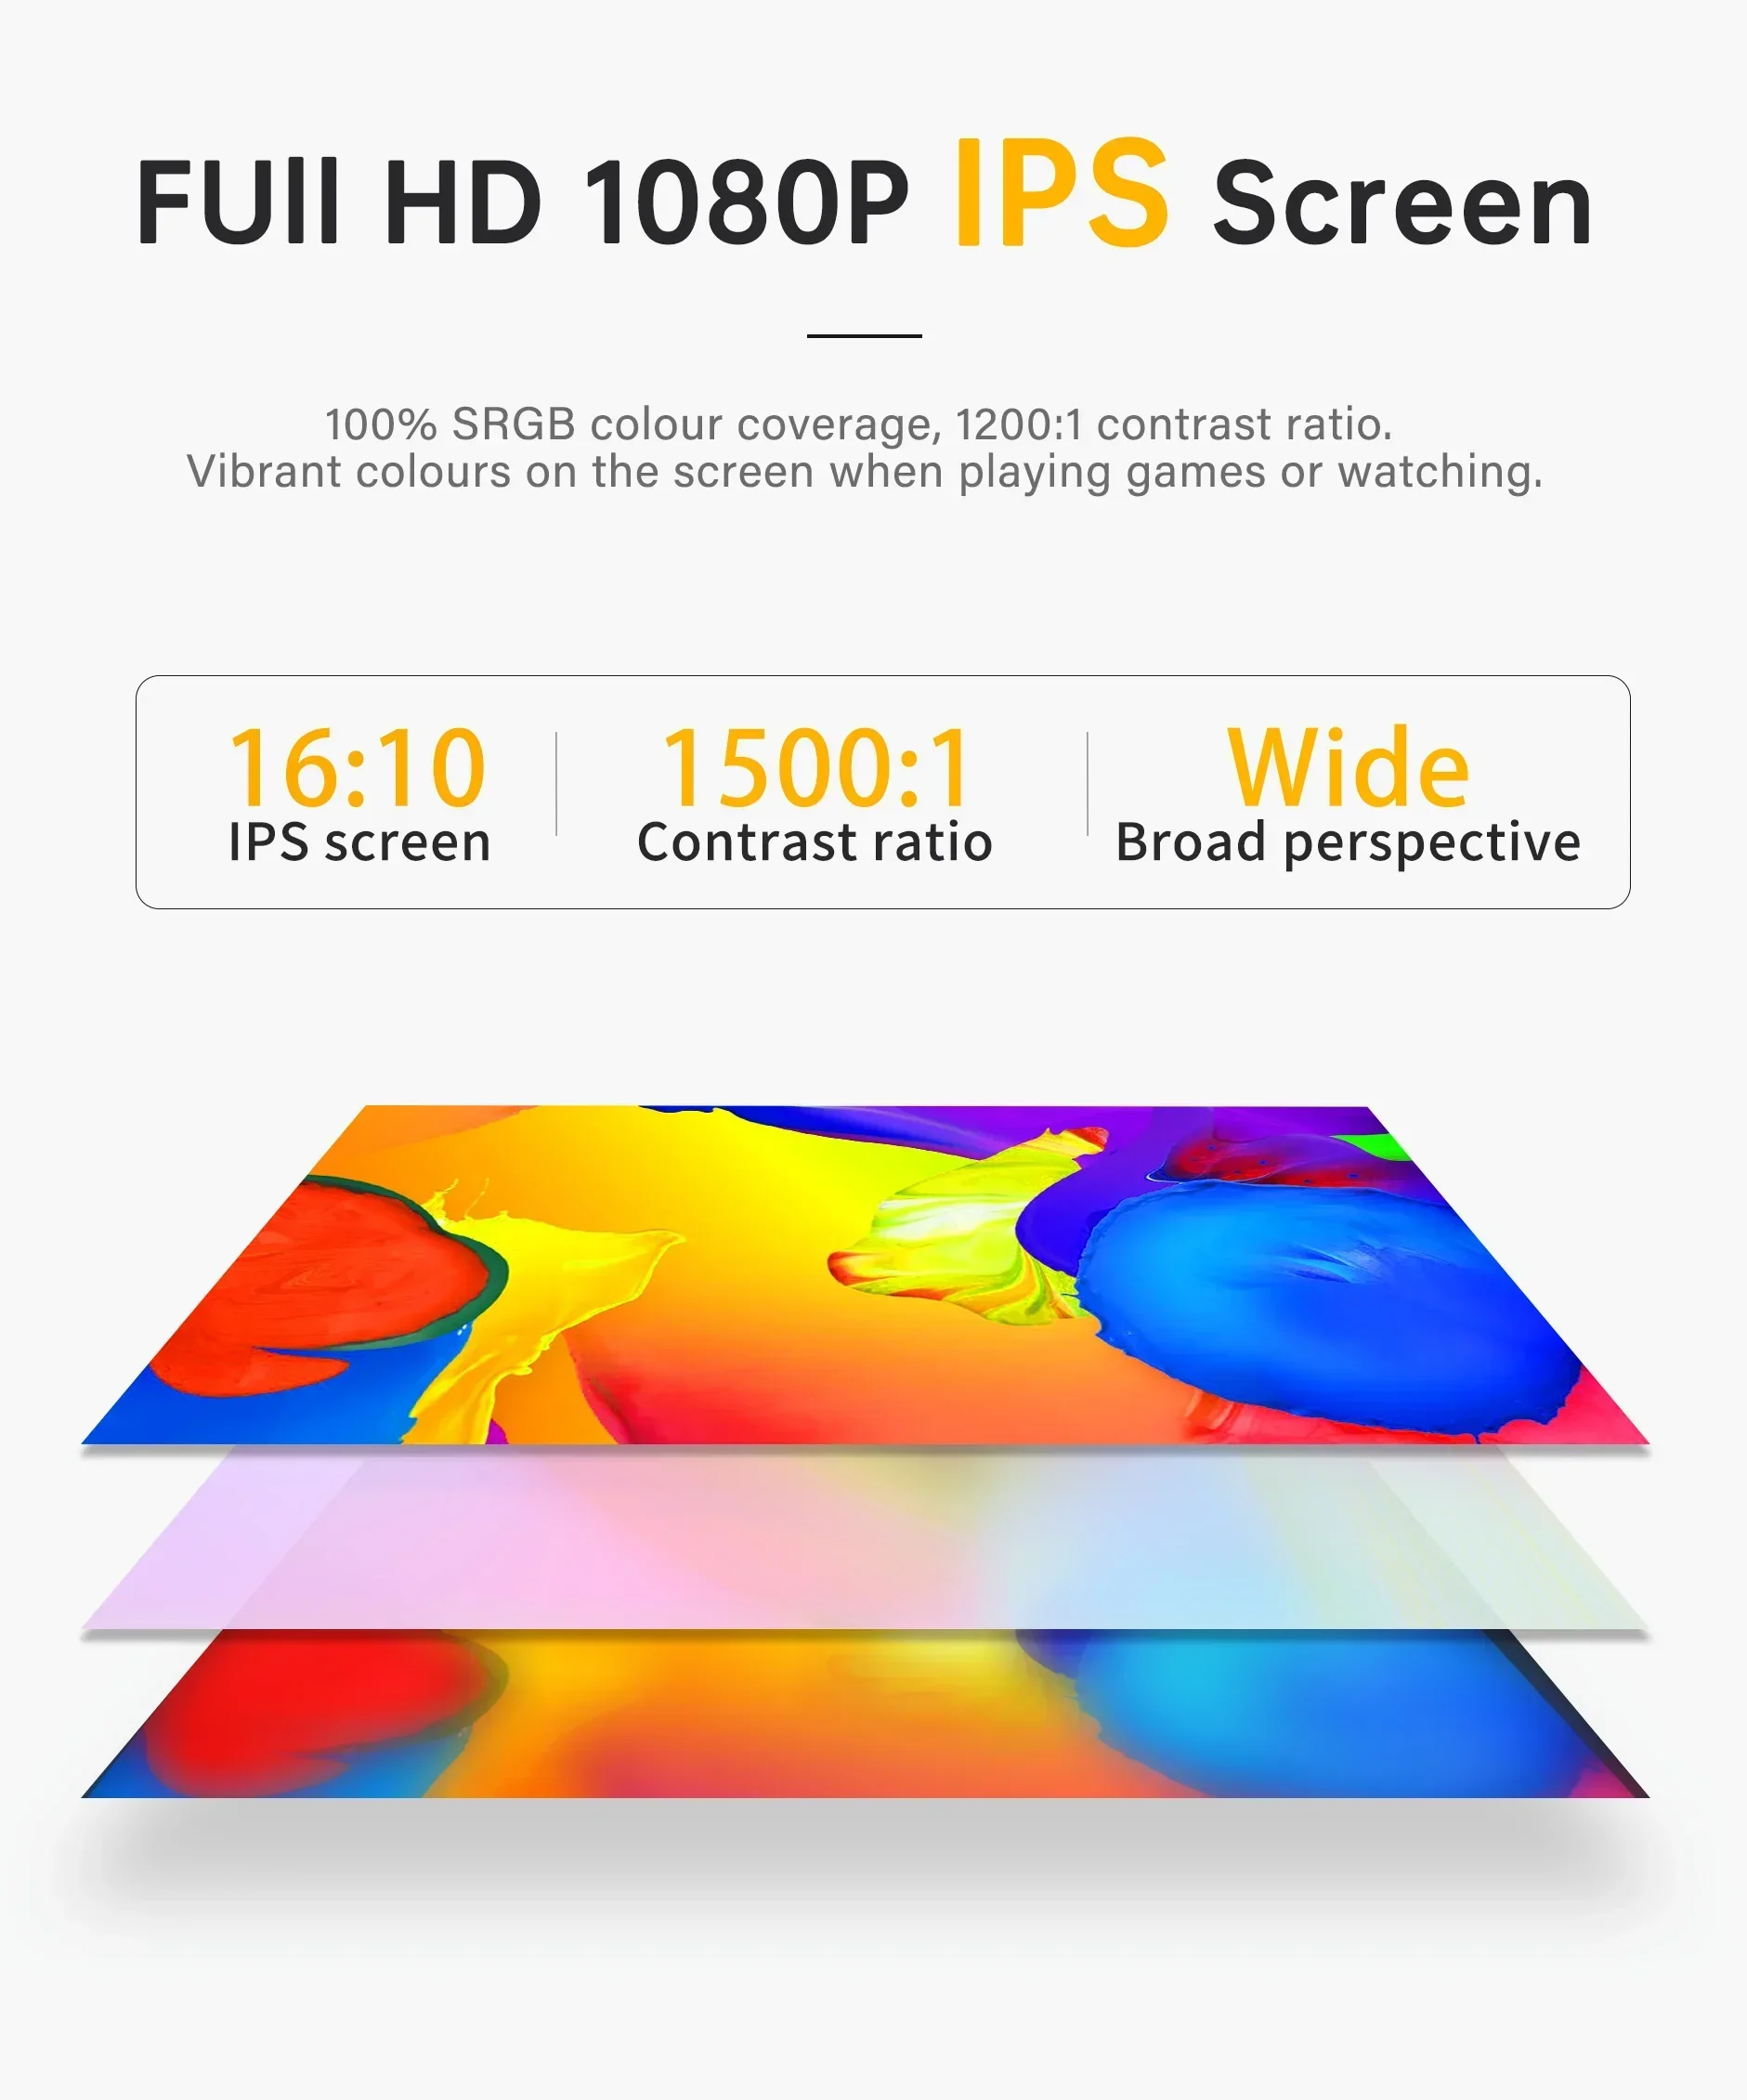 FUll HD 1080P IPS Screen
100% SRGB colour coverage, 1200:1 contrast ratio.
Vibrant colours on the screen when playing games or watching.
16:10
IPS screen
1500:1
Contrast ratio
Wide
Broad perspective